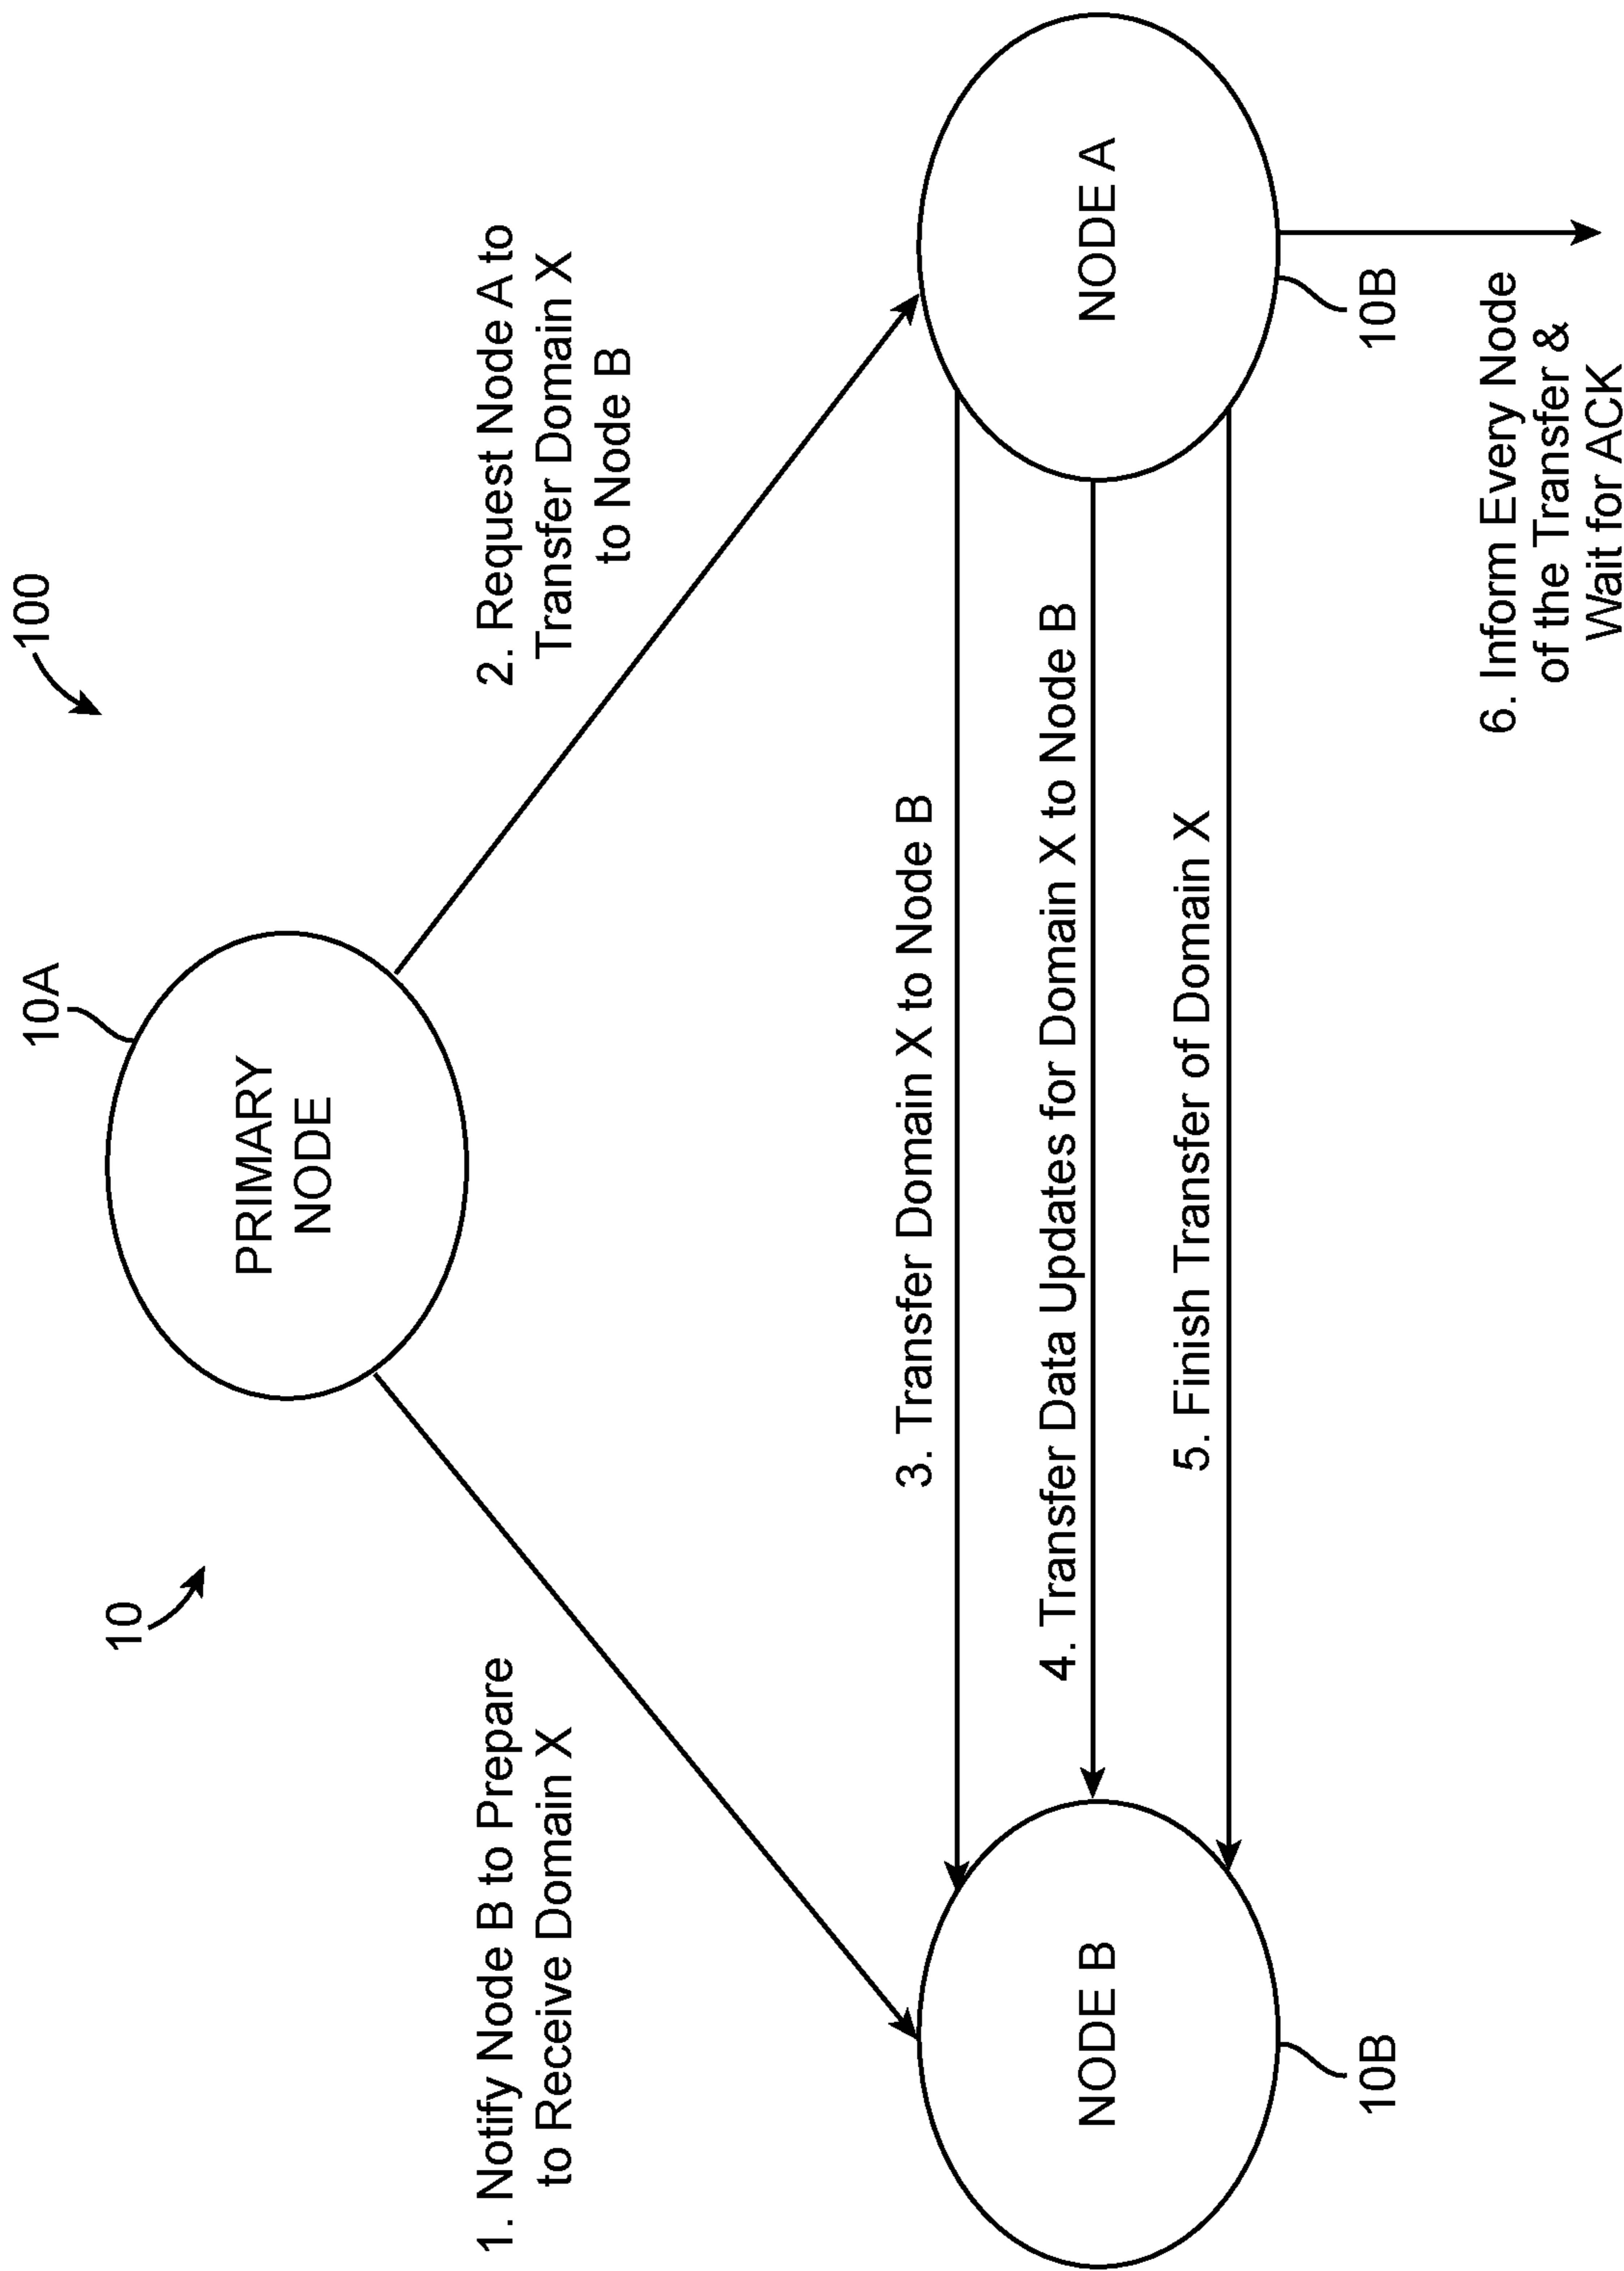 100
10
10A
PRIMARY
NODE
1. Notify Node B to Prepare
to Receive Domain X
2. Request Node A to
Transfer Domain X
to Node B
3. Transfer Domain X to Node B
4. Transfer Data Updates for Domain X to Node B
5. Finish Transfer of Domain X
NODE B
10B
NODE A
10B
6. Inform Every Node
of the Transfer &
Wait for ACK